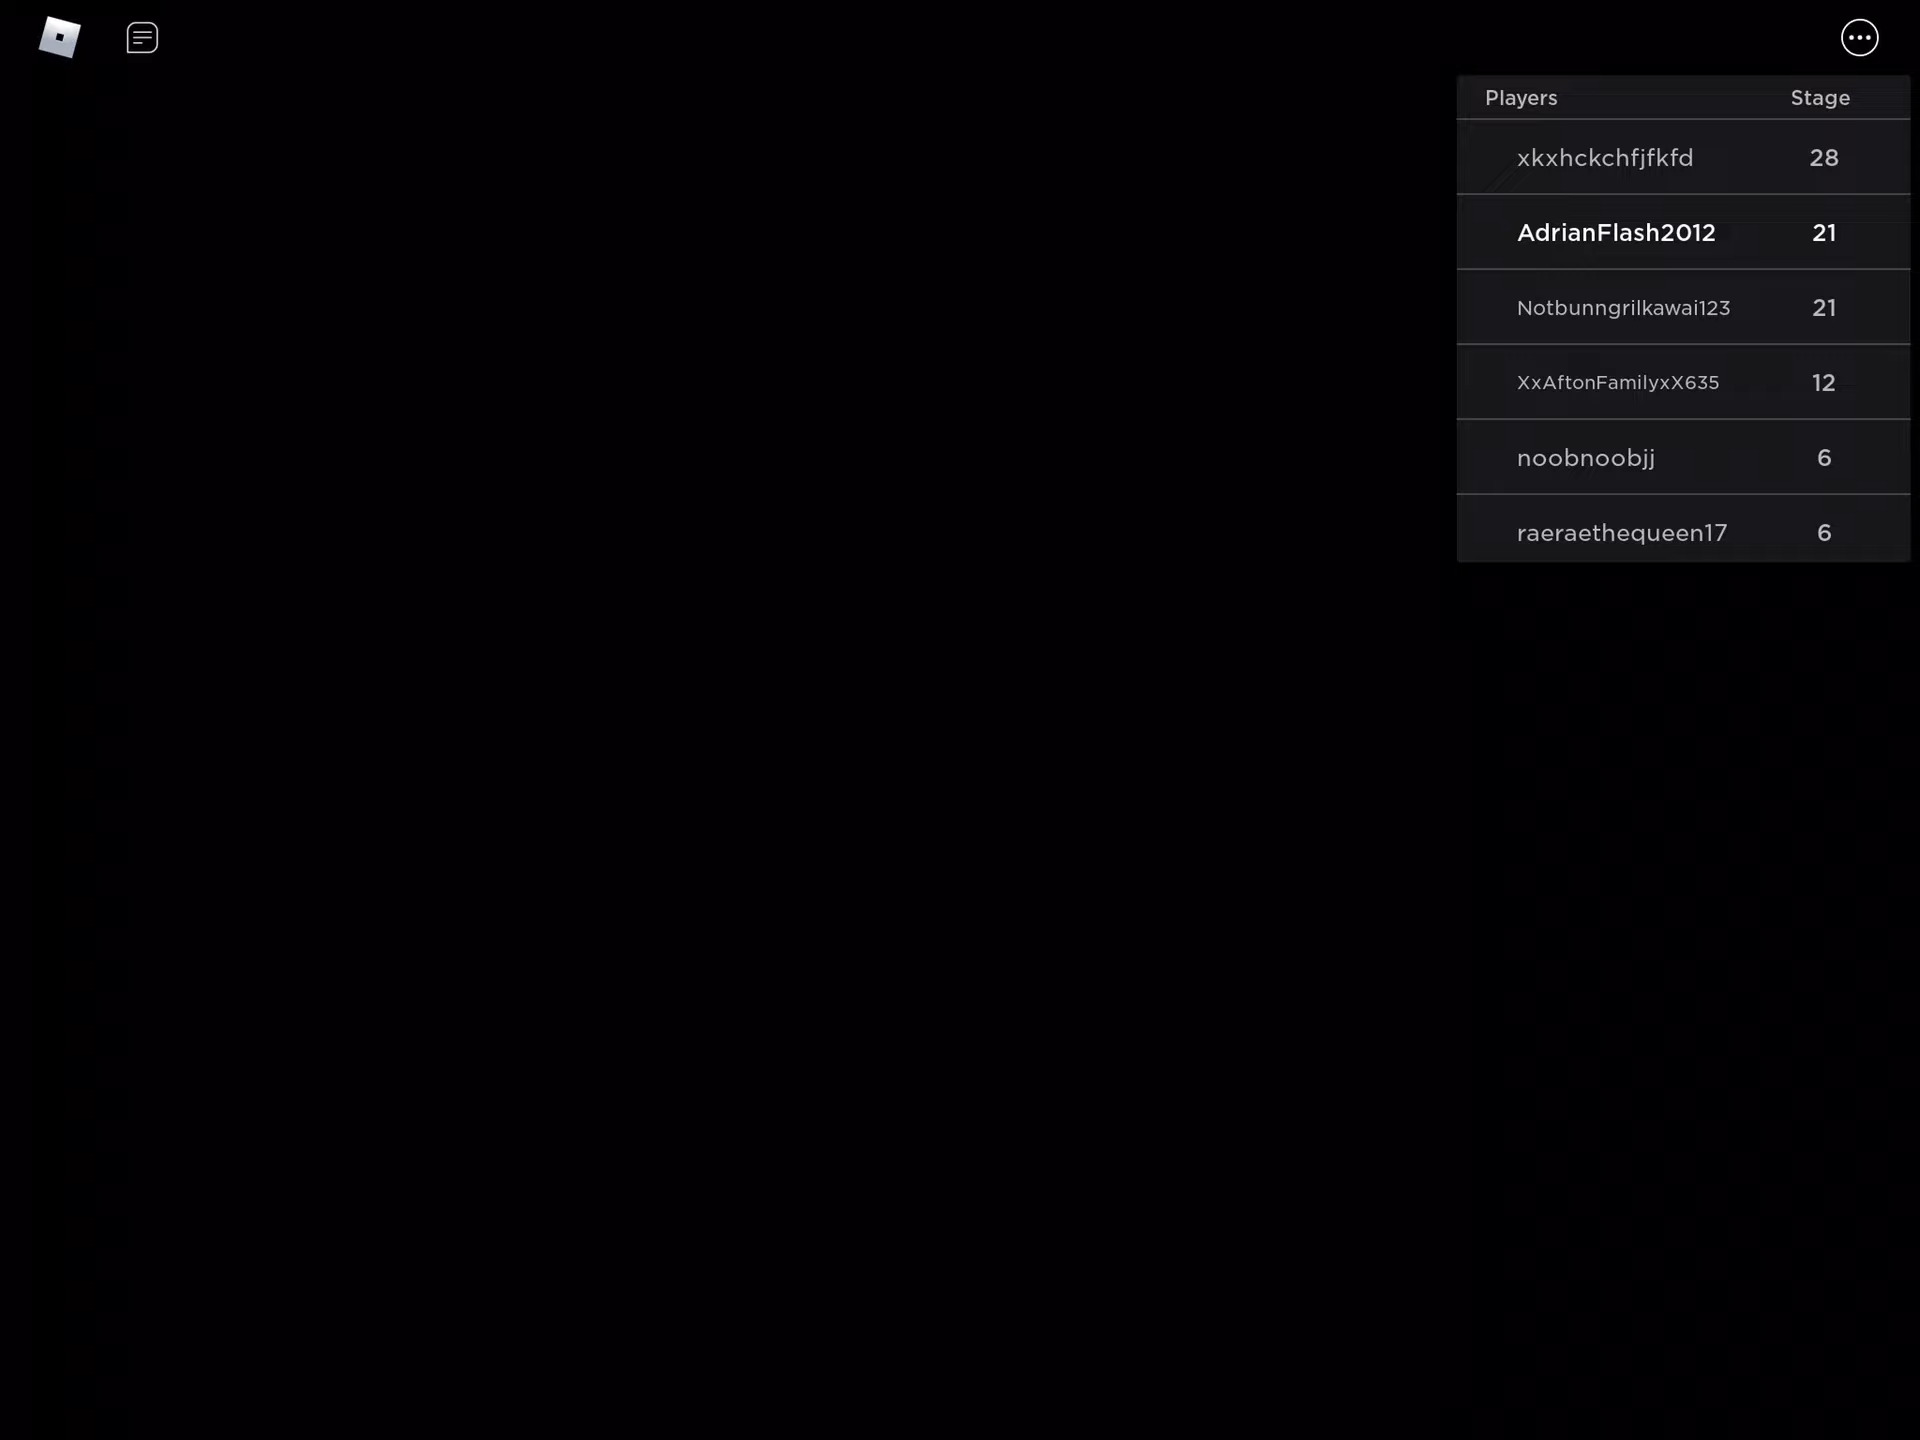 Players Stage
xkxhckchfjfkfd 28
AdrianFlash2012 21
Notbunngrilkawai123 21
XxAftonFamilyxX635 12
noobnoobjj 6
raeraethequeen17 6